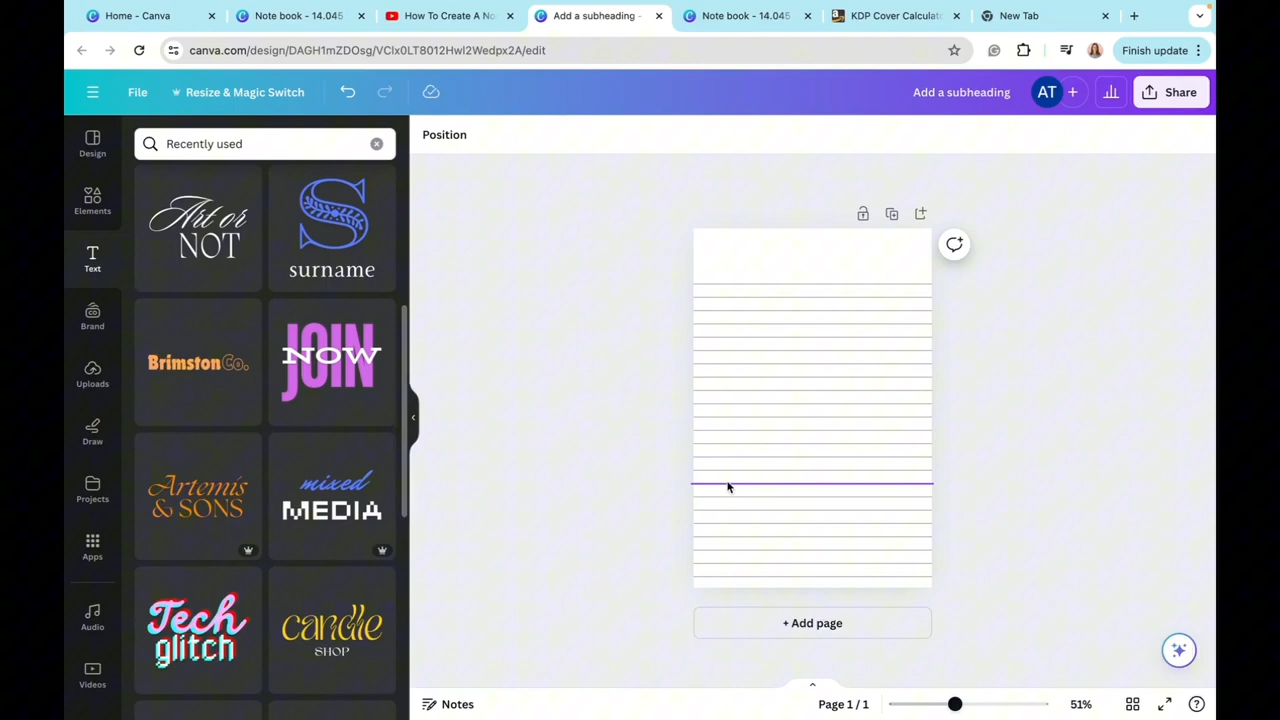 Home - Canva
Note book - 14.045
How To Create A No
Add a subheading -
Note book - 14.045
KDP Cover Calculat
New Tab
canva.com/design/DAGH1mZDOsg/VClx0LT8012Hwl2Wedpx2A/edit
Finish update
File
Resize & Magic Switch
Add a subheading
AT
Share
Design
Elements
Text
Brand
Uploads
Draw
Projects
Apps
Audio
Videos
Recently used
Art or
NOT
S
surname
Brimston Co.
JOIN
NOW
Artemis
& SONS
mixed
MEDIA
Tech
glitch
candle
SHOP
Position
+ Add page
Notes
Page 1 / 1
51%